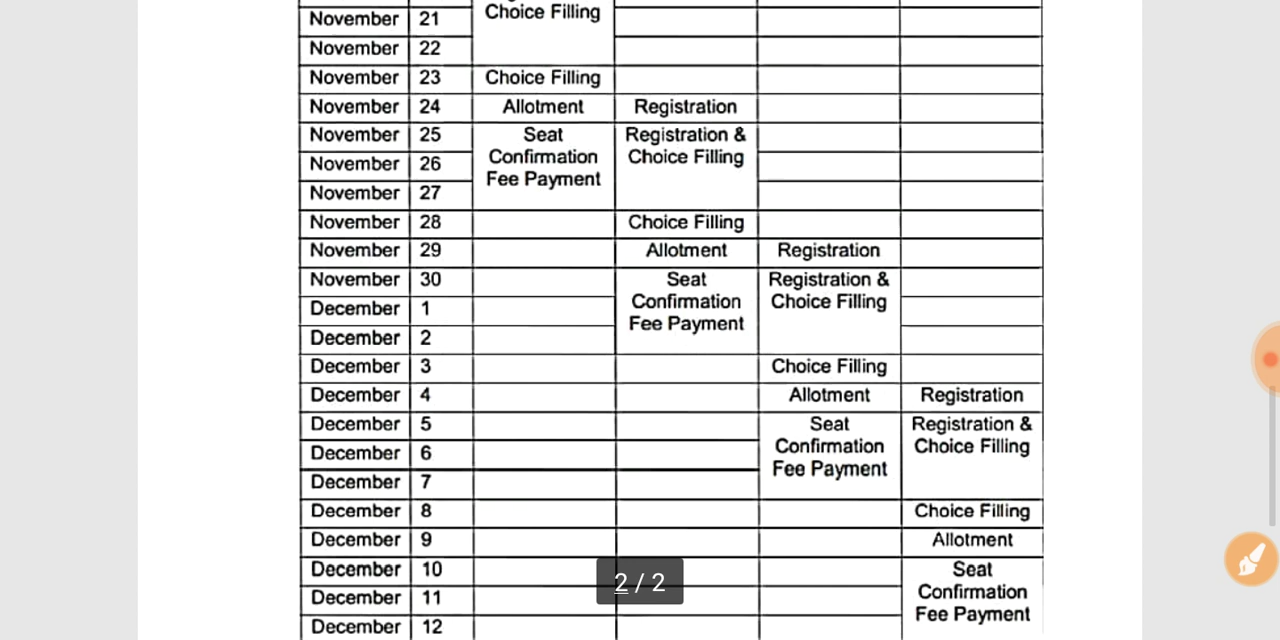 November 21 Choice Filling
November 22
November 23 Choice Filling
November 24 Allotment Registration
November 25 Seat Registration &
Confirmation Choice Filling
November 26
Fee Payment
November 27
November 28 Choice Filling
November 29 Allotment Registration
November 30 Seat Registration &
December 1 Confirmation Choice Filling
Fee Payment
December 2
December 3 Choice Filling
December 4 Allotment Registration
December 5 Seat Registration &
December 6 Confirmation Choice Filling
Fee Payment
December 7
December 8 Choice Filling
December 9 Allotment
December 10 Seat
2 / 2
December 11 Confirmation
Fee Payment
December 12